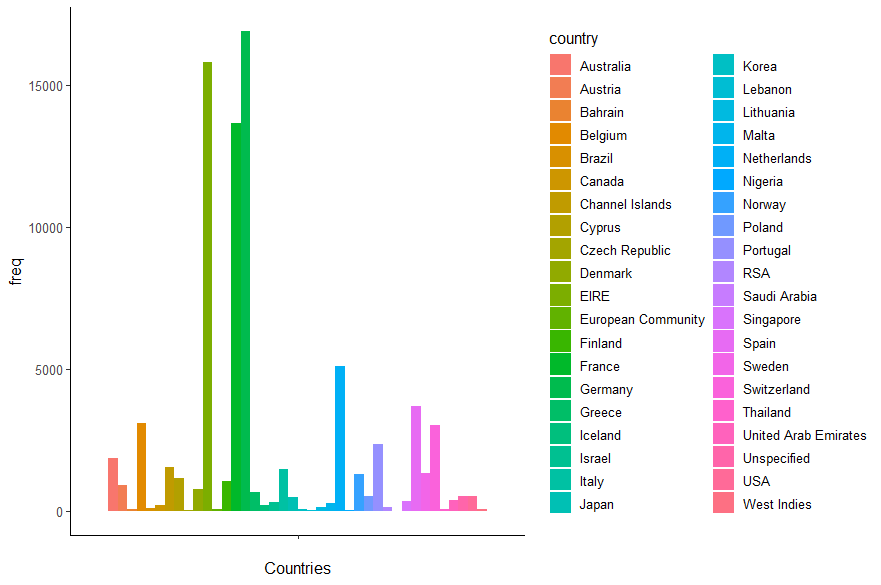 freq
15000
10000
5000
0
Countries
country
Australia
Austria
Bahrain
Belgium
Brazil
Canada
Channel Islands
Cyprus
Czech Republic
Denmark
EIRE
European Community
Finland
France
Germany
Greece
Iceland
Israel
Italy
Japan
Korea
Lebanon
Lithuania
Malta
Netherlands
Nigeria
Norway
Poland
Portugal
RSA
Saudi Arabia
Singapore
Spain
Sweden
Switzerland
Thailand
United Arab Emirates
Unspecified
USA
West Indies